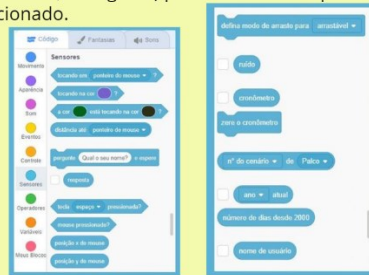 cionado.
Código
Fantasias
Sons
Movimento
Aparência
Som
Eventos
Controle
Sensores
Operadores
Variáveis
Meus Blocos
Sensores
tocando em ponteiro do mouse ?
tocando na cor ?
a cor está tocando na cor ?
distância até ponteiro do mouse
pergunte Qual o seu nome? e espere
resposta
tecla espaço pressionada?
mouse pressionado?
posição x do mouse
posição y do mouse
defina modo de arraste para arrastável
ruído
cronômetro
zera o cronômetro
nº do cenário de Palco
ano atual
número de dias desde 2000
nome de usuário